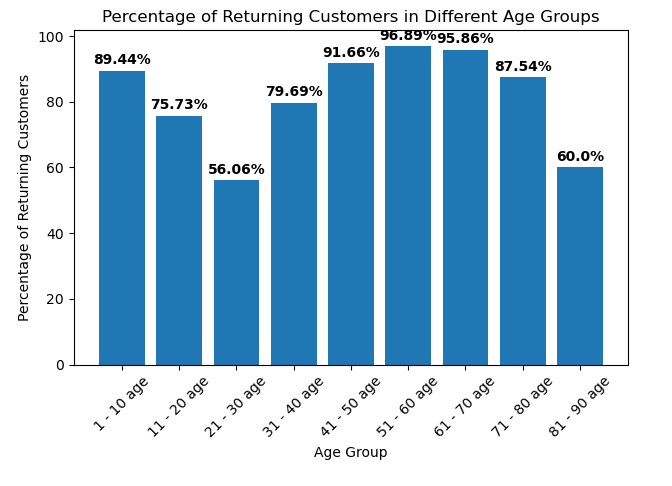 Percentage of Returning Customers in Different Age Groups
Percentage of Returning Customers
100
80
60
40
20
0
89.44%
75.73%
56.06%
79.69%
91.66%
96.89%
95.86%
87.54%
60.0%
1 - 10 age
11 - 20 age
21 - 30 age
31 - 40 age
41 - 50 age
51 - 60 age
61 - 70 age
71 - 80 age
81 - 90 age
Age Group